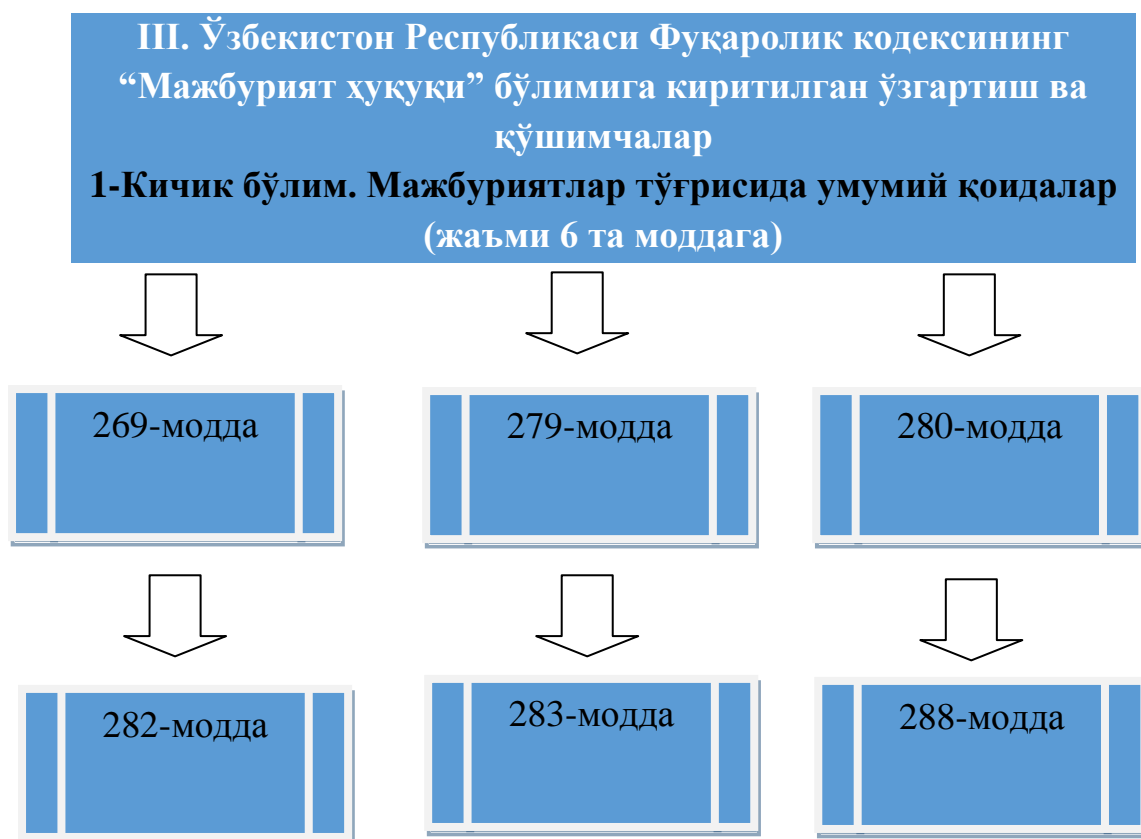 III. Ўзбекистон Республикаси Фуқаролик кодексининг
“Мажбурият ҳуқуқи” бўлимига киритилган ўзгартиш ва
қўшимчалар
1-Кичик бўлим. Мажбуриятлар тўғрисида умумий қоидалар
(жаъми 6 та моддага)
269-модда
279-модда
280-модда
282-модда
283-модда
288-модда